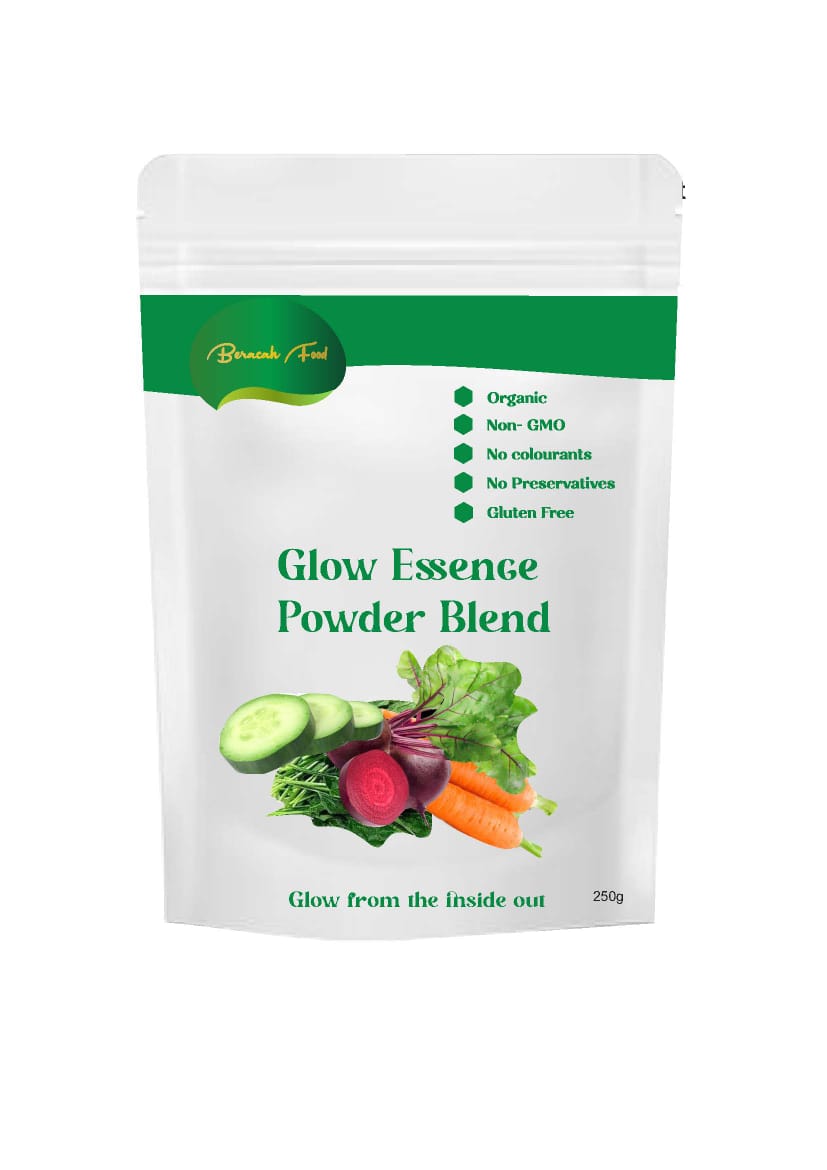 Beracah Food
Organic
Non- GMO
No colourants
No Preservatives
Gluten Free
Glow Essence
Powder Blend
Glow from the inside out
250g